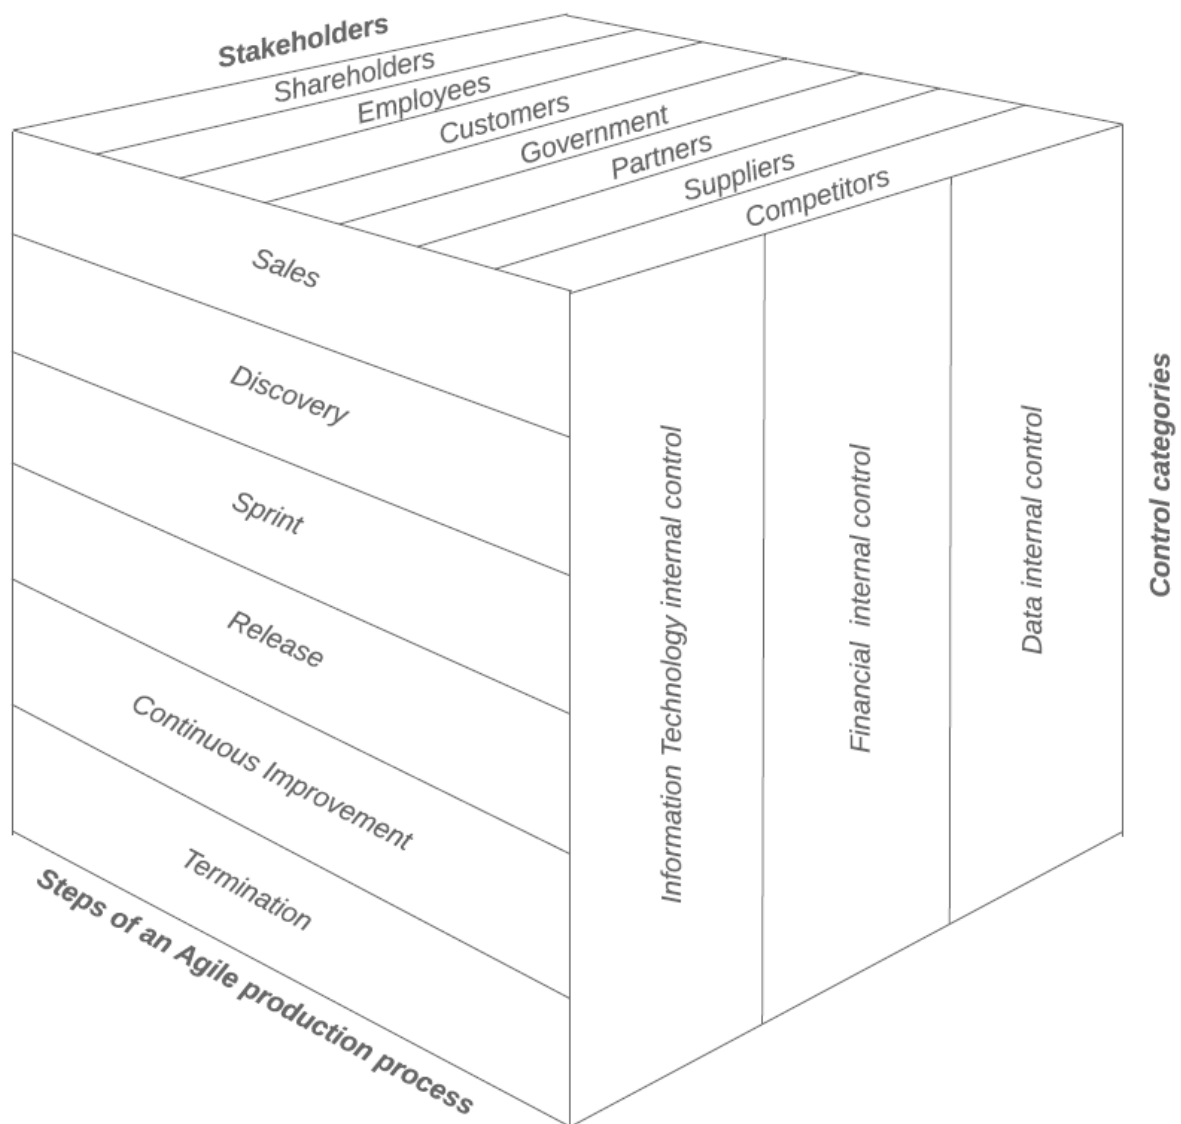 Stakeholders
Shareholders
Employees
Customers
Government
Partners
Suppliers
Competitors
Sales
Discovery
Sprint
Release
Continuous Improvement
Termination
Steps of an Agile production process
Information Technology internal control
Financial internal control
Data internal control
Control categories